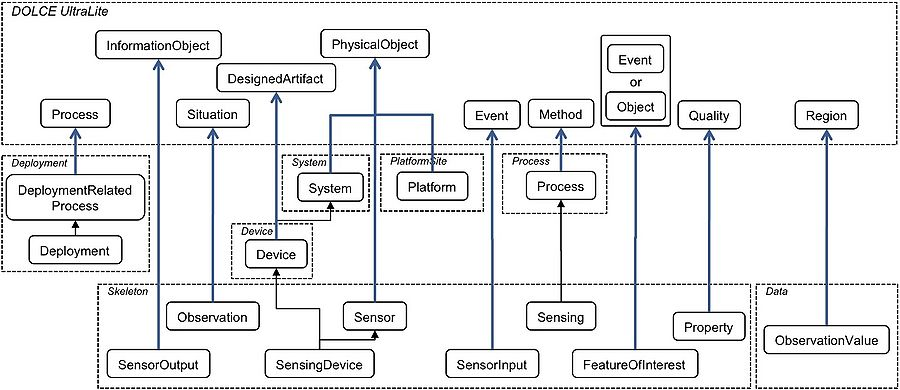 DOLCE UltraLite
InformationObject
PhysicalObject
DesignedArtifact
Event
or
Object
Process
Situation
Event
Method
Quality
Region
Deployment
System
PlatformSite
Process
DeploymentRelated
Process
System
Platform
Process
Deployment
Device
Device
Skeleton
Data
Observation
Sensor
Sensing
Property
ObservationValue
SensorOutput
SensingDevice
SensorInput
FeatureOfInterest